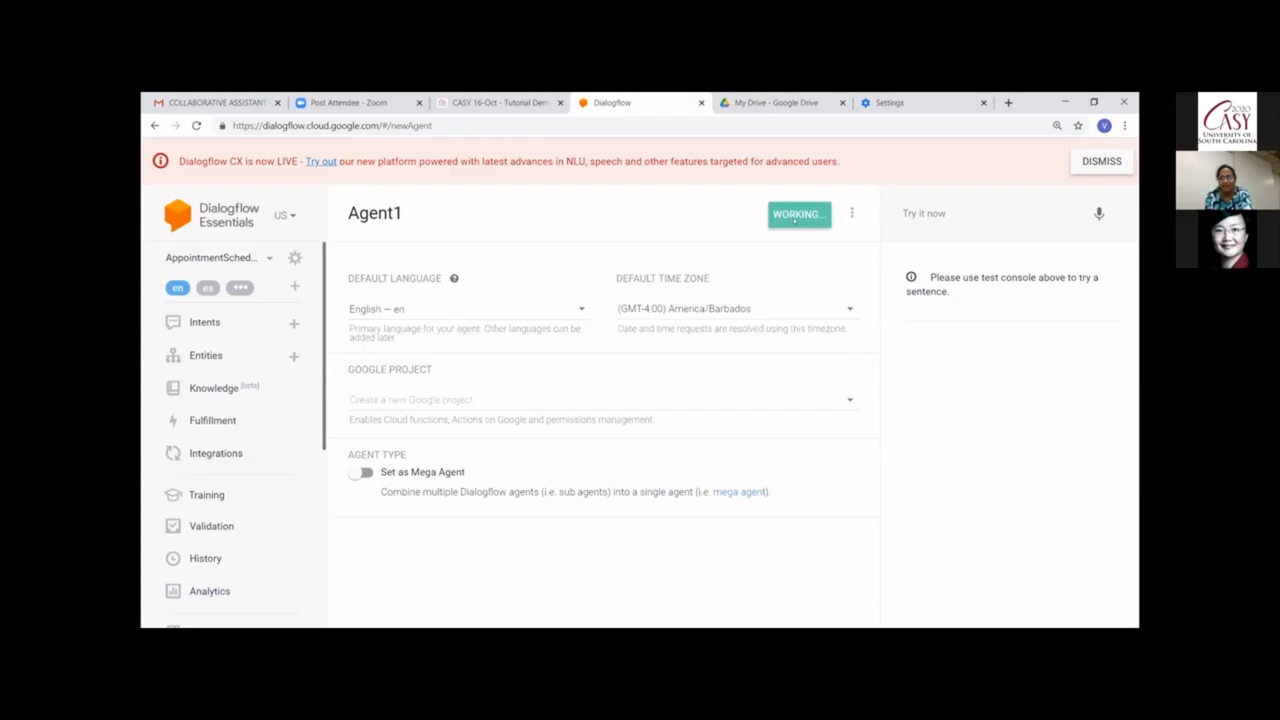 COLLABORATIVE ASSISTAN
Post Attendee - Zoom
CASY 16-Oct - Tutorial Dem
Dialogflow
My Drive - Google Drive
Settings
https://dialogflow.cloud.google.com/#/newAgent
V
Dialogflow CX is now LIVE - Try out our new platform powered with latest advances in NLU, speech and other features targeted for advanced users.
DISMISS
Dialogflow
Essentials
US
Agent1
WORKING...
Try it now
AppointmentSched...
en
es
DEFAULT LANGUAGE
DEFAULT TIME ZONE
English — en
(GMT-4:00) America/Barbados
Primary language for your agent. Other languages can be
added later.
Date and time requests are resolved using this timezone.
Please use test console above to try a
sentence.
Intents
Entities
Knowledge [beta]
Fulfillment
Integrations
Training
Validation
History
Analytics
GOOGLE PROJECT
Create a new Google project
Enables Cloud functions, Actions on Google and permissions management.
AGENT TYPE
Set as Mega Agent
Combine multiple Dialogflow agents (i.e. sub agents) into a single agent (i.e. mega agent).
2020
CASY
UNIVERSITY OF
SOUTH CAROLINA